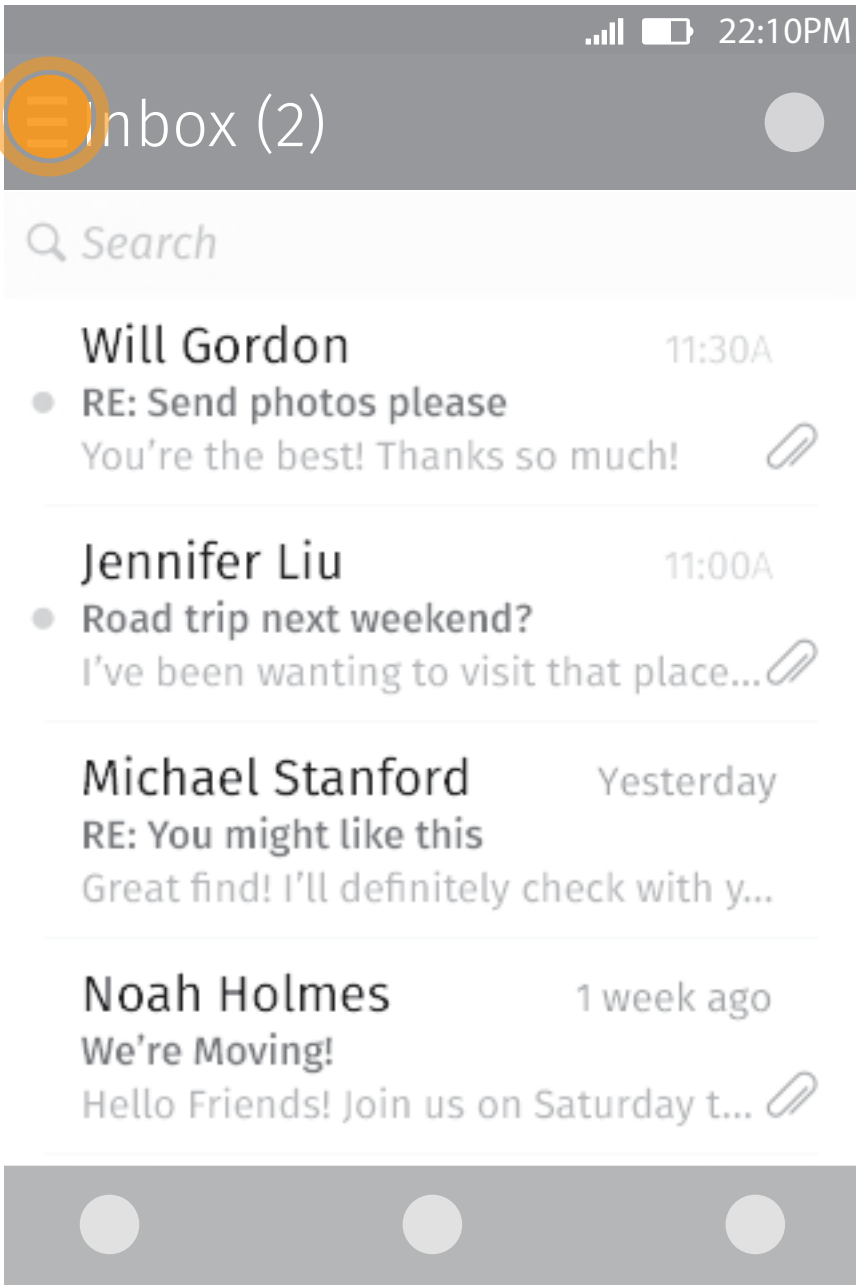 22:10PM
Inbox (2)
Search
Will Gordon 11:30A
RE: Send photos please
You’re the best! Thanks so much!
Jennifer Liu 11:00A
Road trip next weekend?
I’ve been wanting to visit that place...
Michael Stanford Yesterday
RE: You might like this
Great find! I’ll definitely check with y...
Noah Holmes 1 week ago
We’re Moving!
Hello Friends! Join us on Saturday t...